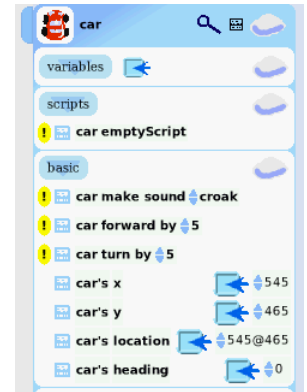 car
variables
scripts
! car emptyScript
basic
! car make sound croak
! car forward by 5
! car turn by 5
car's x 545
car's y 465
car's location 545@465
car's heading 0